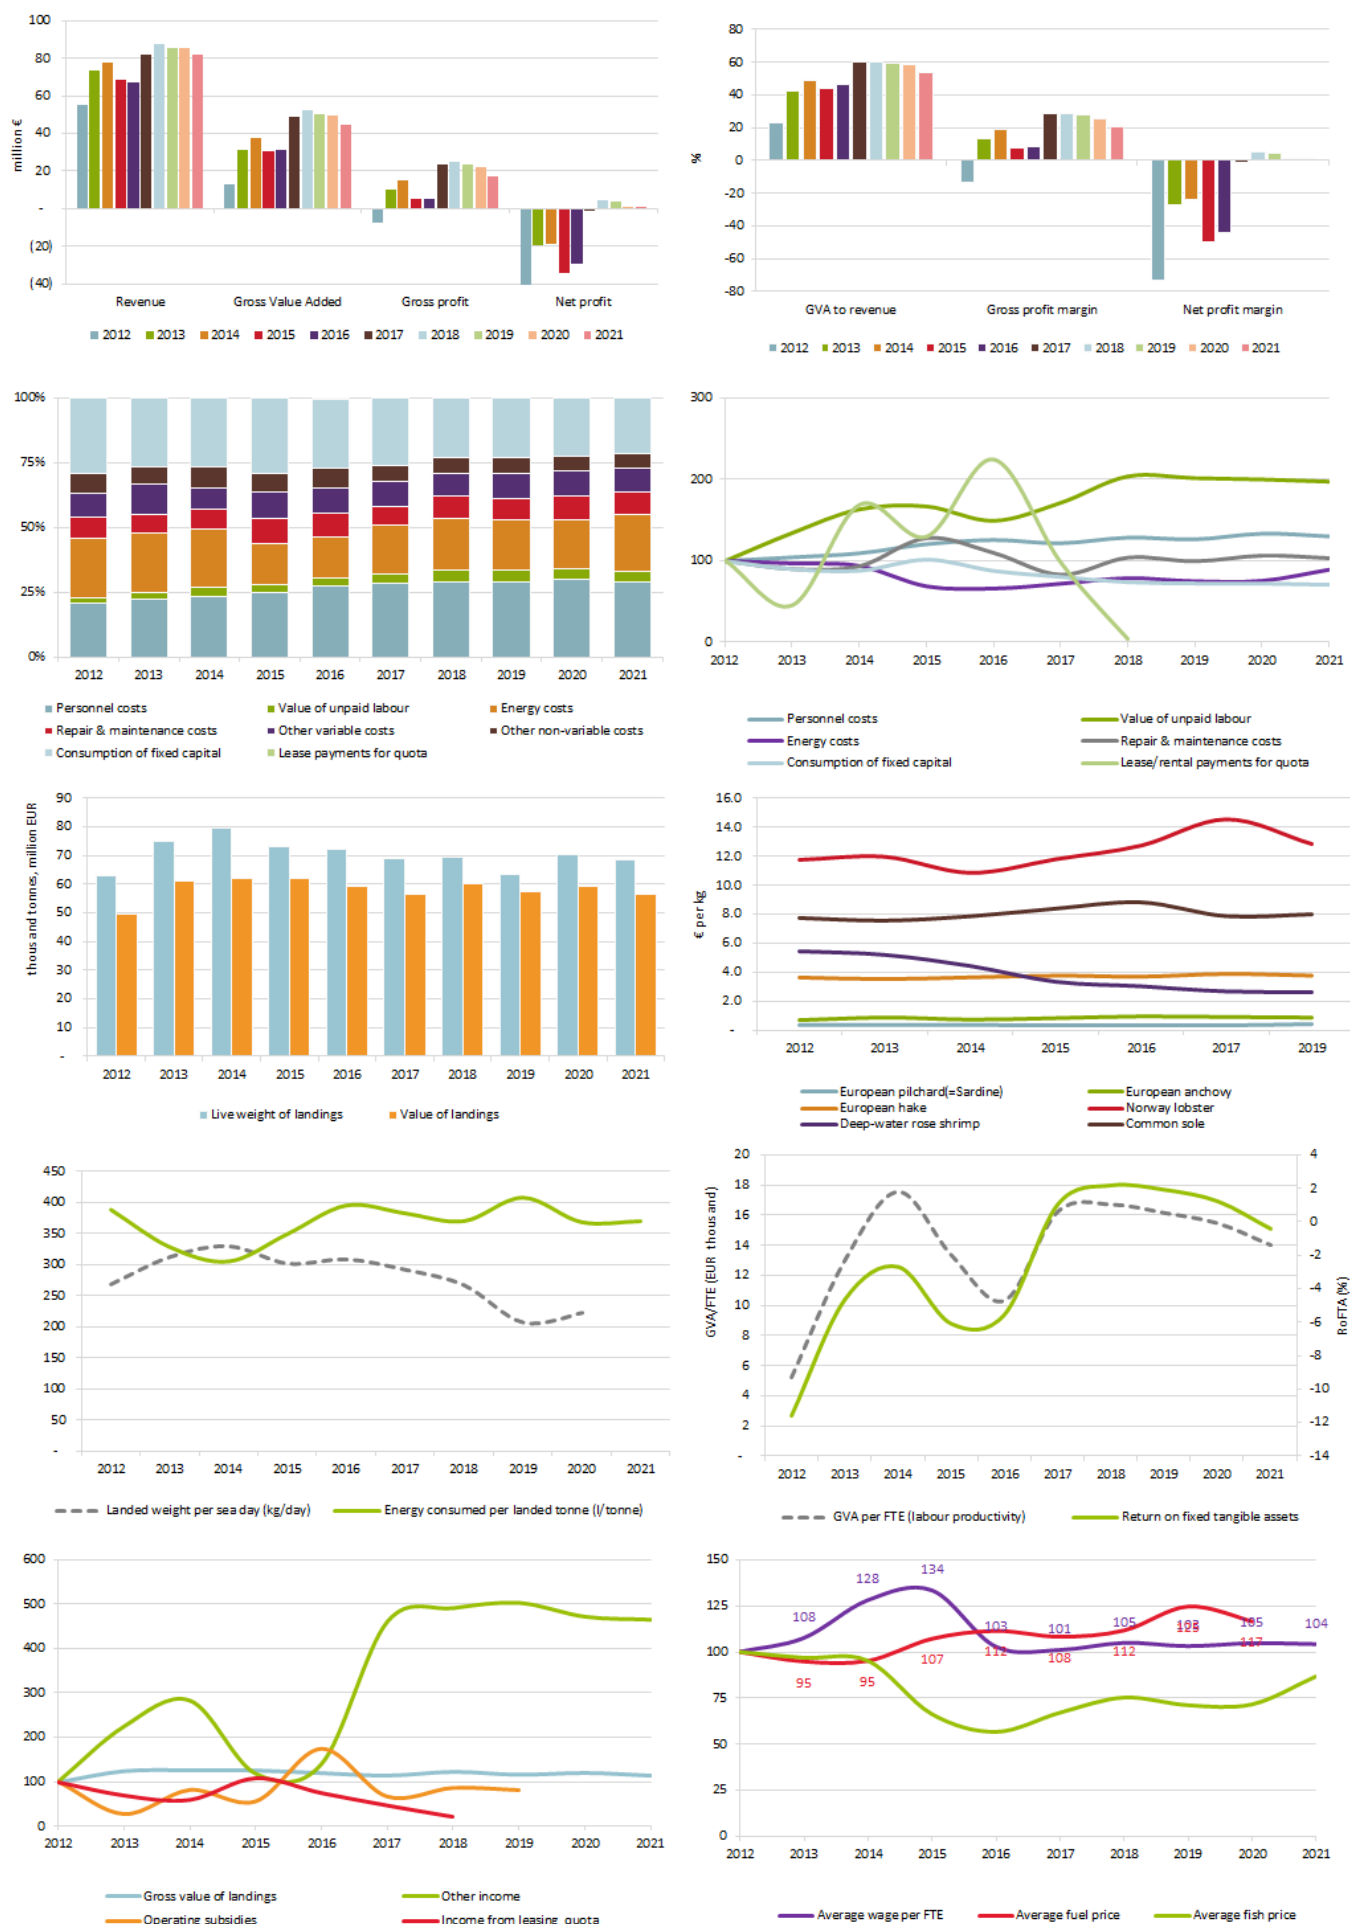 100
80
60
40
20
-
(20)
(40)
million €
Revenue Gross Value Added Gross profit Net profit
2012 2013 2014 2015 2016 2017 2018 2019 2020 2021
80
60
40
20
0
-20
-40
-60
-80
%
GVA to revenue Gross profit margin Net profit margin
2012 2013 2014 2015 2016 2017 2018 2019 2020 2021
100%
75%
50%
25%
0%
2012 2013 2014 2015 2016 2017 2018 2019 2020 2021
Personnel costs Value of unpaid labour Energy costs
Repair & maintenance costs Other variable costs Other non-variable costs
Consumption of fixed capital Lease payments for quota
300
200
100
0
2012 2013 2014 2015 2016 2017 2018 2019 2020 2021
Personnel costs Value of unpaid labour
Energy costs Repair & maintenance costs
Consumption of fixed capital Lease/rental payments for quota
90
80
70
60
50
40
30
20
10
-
thousand tonnes, million EUR
2012 2013 2014 2015 2016 2017 2018 2019 2020 2021
Live weight of landings Value of landings
16.0
14.0
12.0
10.0
8.0
6.0
4.0
2.0
-
€ per kg
2012 2013 2014 2015 2016 2017 2019
European pilchard(=Sardine) European anchovy
European hake Norway lobster
Deep-water rose shrimp Common sole
450
400
350
300
250
200
150
100
50
-
2012 2013 2014 2015 2016 2017 2018 2019 2020 2021
Landed weight per sea day (kg/day) Energy consumed per landed tonne (l/tonne)
20
18
16
14
12
10
8
6
4
2
-
GVA/FTE (EUR thousand)
4
2
0
-2
-4
-6
-8
-10
-12
-14
RoFTA (%)
2012 2013 2014 2015 2016 2017 2018 2019 2020 2021
GVA per FTE (labour productivity) Return on fixed tangible assets
600
500
400
300
200
100
0
2012 2013 2014 2015 2016 2017 2018 2019 2020 2021
Gross value of landings Other income
Operating subsidies Income from leasing quota
150
125
100
75
50
25
0
108 128 134 103 101 105 103 105 104
95 95 107 112 108 112 125 117
2012 2013 2014 2015 2016 2017 2018 2019 2020 2021
Average wage per FTE Average fuel price Average fish price